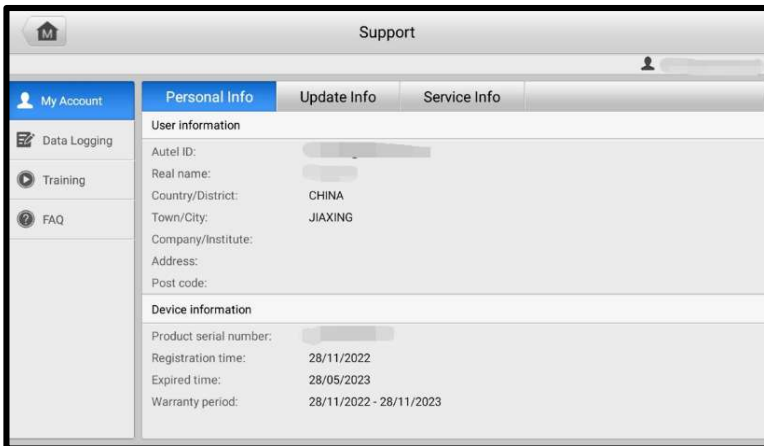 M
Support
My Account
Data Logging
Training
FAQ
Personal Info Update Info Service Info
User information
Autel ID:
Real name:
Country/District: CHINA
Town/City: JIAXING
Company/Institute:
Address:
Post code:
Device information
Product serial number:
Registration time: 28/11/2022
Expired time: 28/05/2023
Warranty period: 28/11/2022 - 28/11/2023